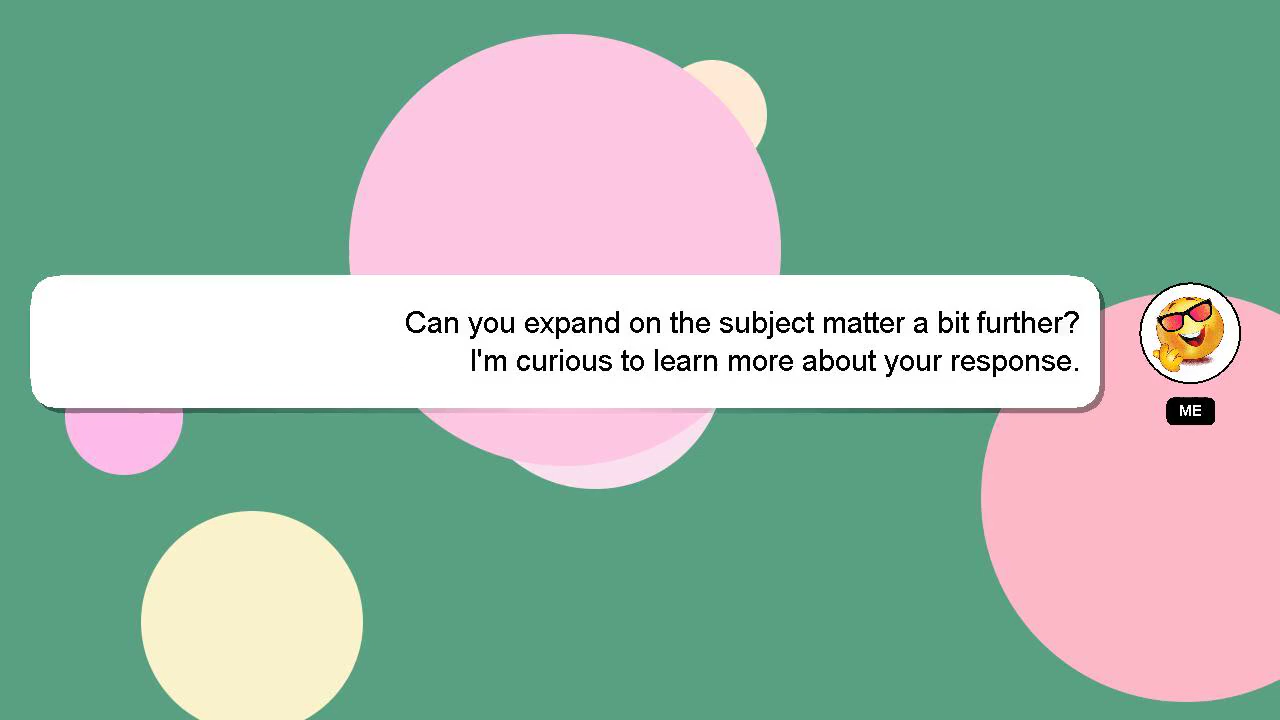 Can you expand on the subject matter a bit further?
I'm curious to learn more about your response.
ME